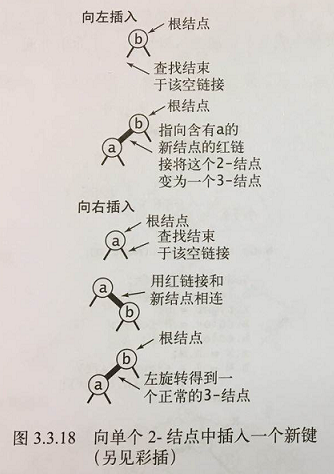 向左插入
根结点
b
查找结束
于该空链接
根结点
b
a
指向含有a的
新结点的红链
接将这个2-结点
变为一个3-结点
向右插入
根结点
a
查找结束
于该空链接
a
用红链接和
新结点相连
b
根结点
b
a
左旋转得到一
个正常的3-结点
图 3.3.18 向单个 2- 结点中插入一个新键
（另见彩插）